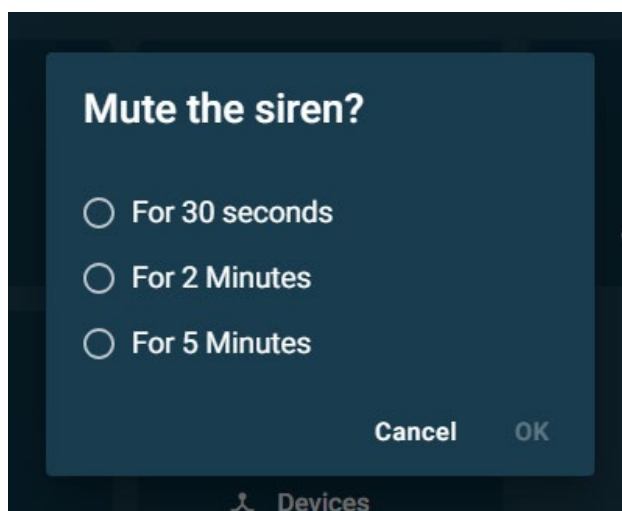 Mute the siren?
For 30 seconds
For 2 Minutes
For 5 Minutes
Cancel OK
Devices